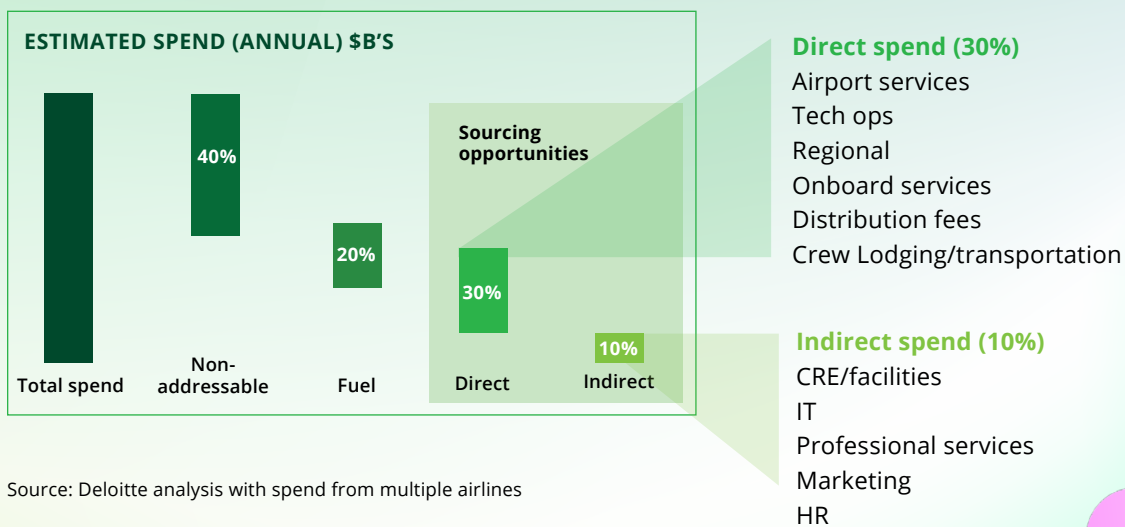 ESTIMATED SPEND (ANNUAL) $B’S
Sourcing
opportunities
40%
20%
30%
10%
Total spend
Non-
addressable
Fuel
Direct
Indirect
Direct spend (30%)
Airport services
Tech ops
Regional
Onboard services
Distribution fees
Crew Lodging/transportation
Indirect spend (10%)
CRE/facilities
IT
Professional services
Marketing
HR
Source: Deloitte analysis with spend from multiple airlines